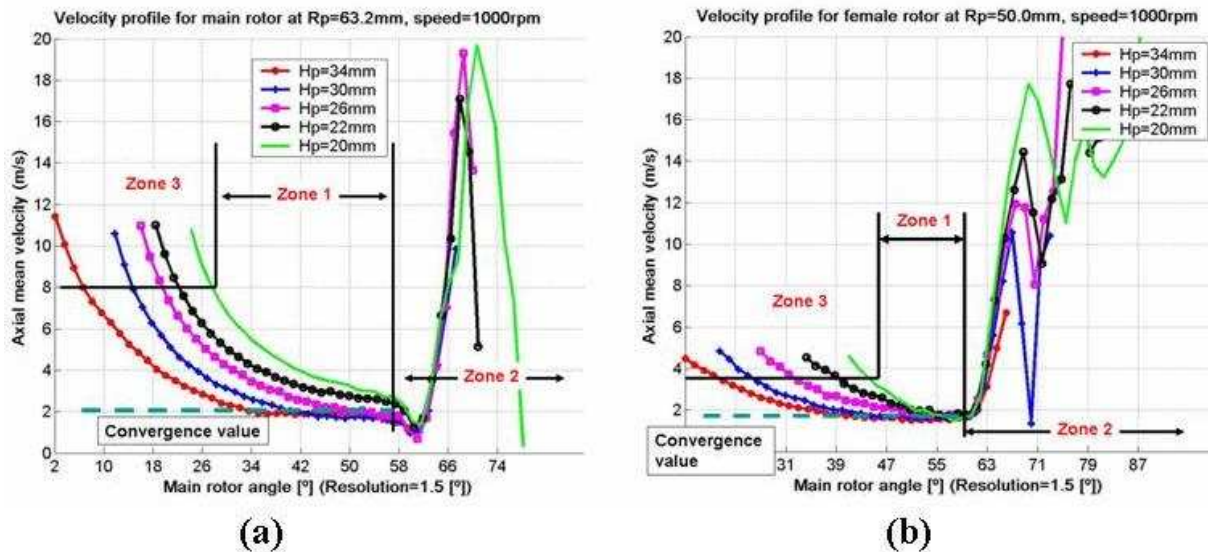 Velocity profile for main rotor at Rp=63.2mm, speed=1000rpm
20
18
16
14
12
10
8
6
4
2
0
Axial mean velocity (m/s)
Hp=34mm
Hp=30mm
Hp=26mm
Hp=22mm
Hp=20mm
Zone 3
Zone 1
Zone 2
Convergence value
2 10 18 26 34 42 50 58 66 74
Main rotor angle [º] (Resolution=1.5 [º])
(a)
Velocity profile for female rotor at Rp=50.0mm, speed=1000rpm
20
18
16
14
12
10
8
6
4
2
Axial mean velocity (m/s)
Hp=34mm
Hp=30mm
Hp=26mm
Hp=22mm
Hp=20mm
Zone 1
Zone 3
Zone 2
Convergence
value
31 39 47 55 63 71 79 87
Main rotor angle [º] (Resolution=1.5 [º])
(b)